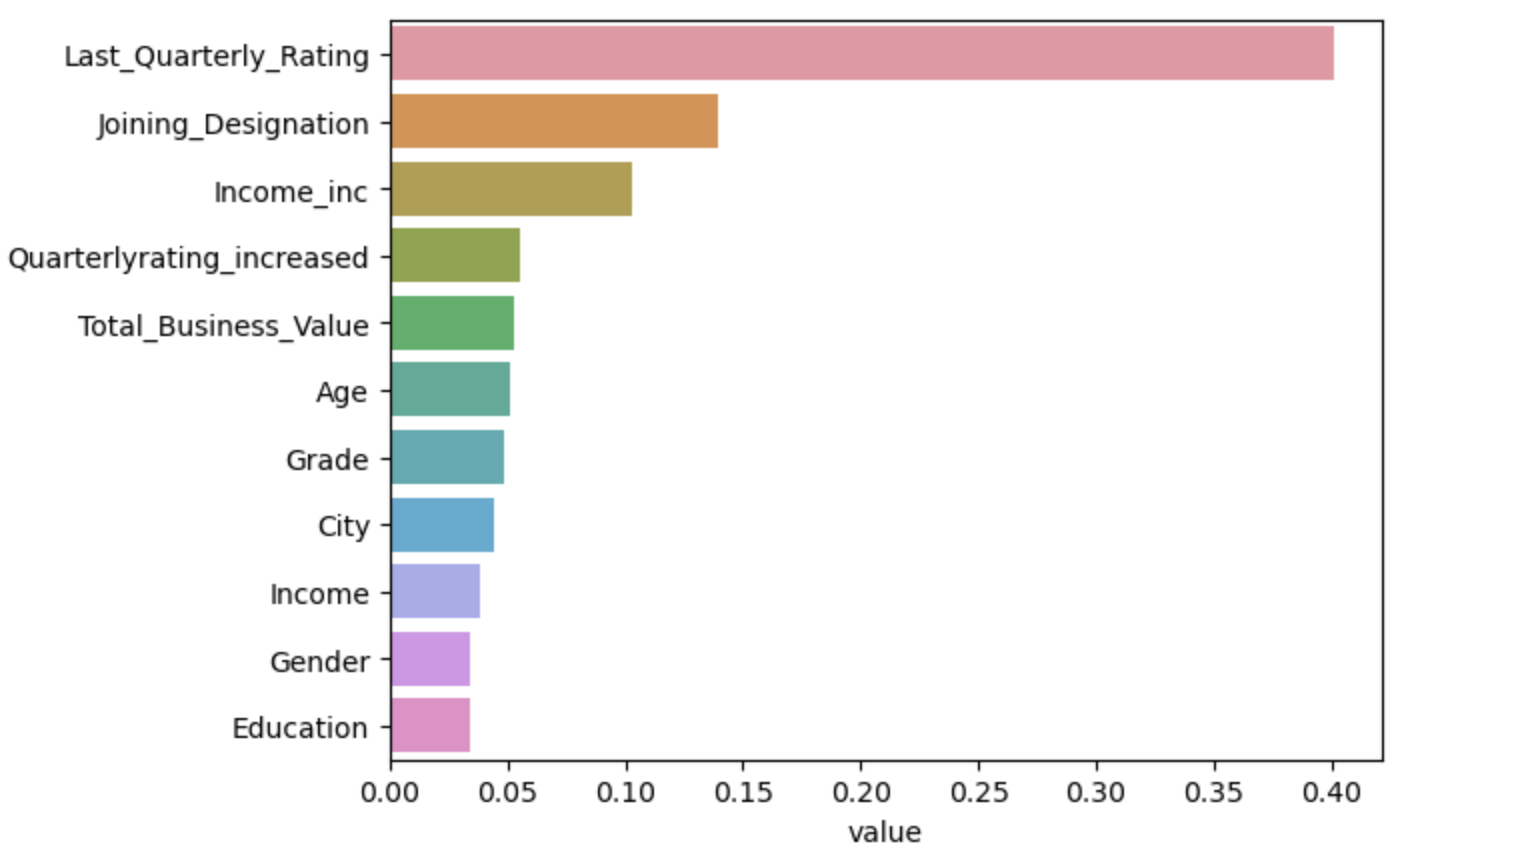 Last_Quarterly_Rating
Joining_Designation
Income_inc
Quarterlyrating_increased
Total_Business_Value
Age
Grade
City
Income
Gender
Education
0.00 0.05 0.10 0.15 0.20 0.25 0.30 0.35 0.40
value